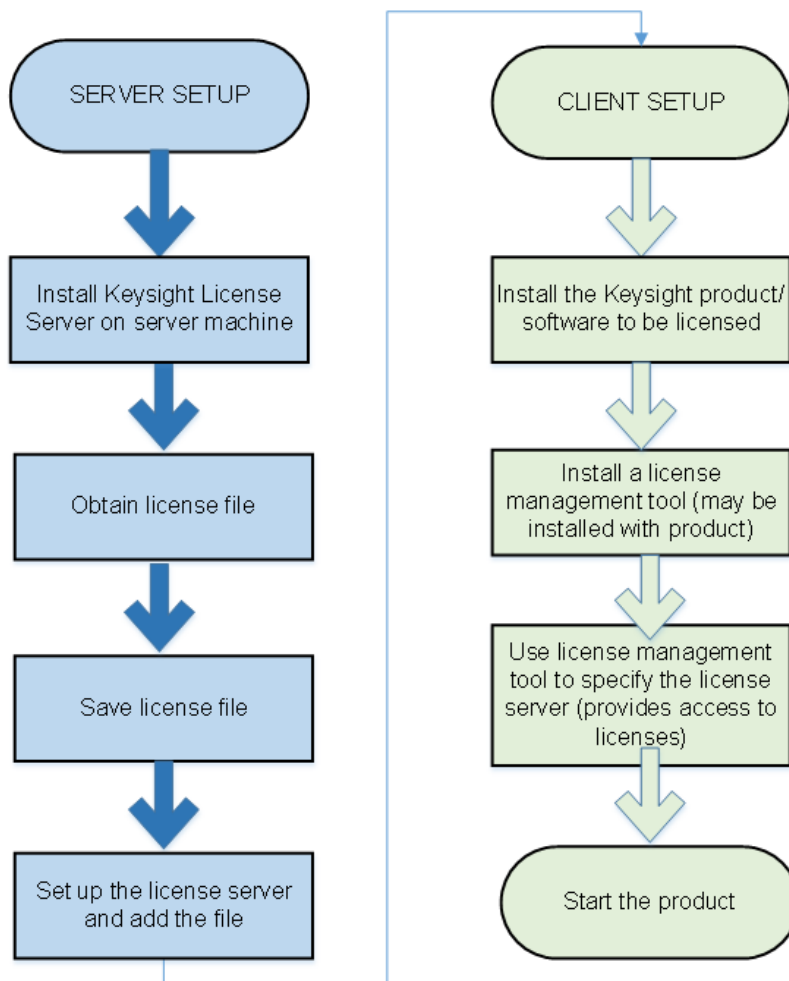 SERVER SETUP
Install Keysight License
Server on server machine
Obtain license file
Save license file
Set up the license server
and add the file
CLIENT SETUP
Install the Keysight product/
software to be licensed
Install a license
management tool (may be
installed with product)
Use license management
tool to specify the license
server (provides access to
licenses)
Start the product